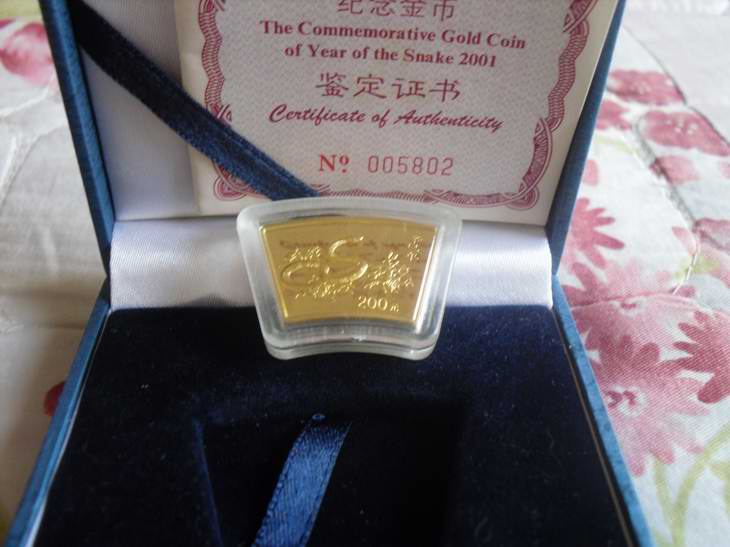 纪念金币
The Commemorative Gold Coin
of Year of the Snake 2001
鉴定证书
Certificate of Authenticity
Nº 005802
200元